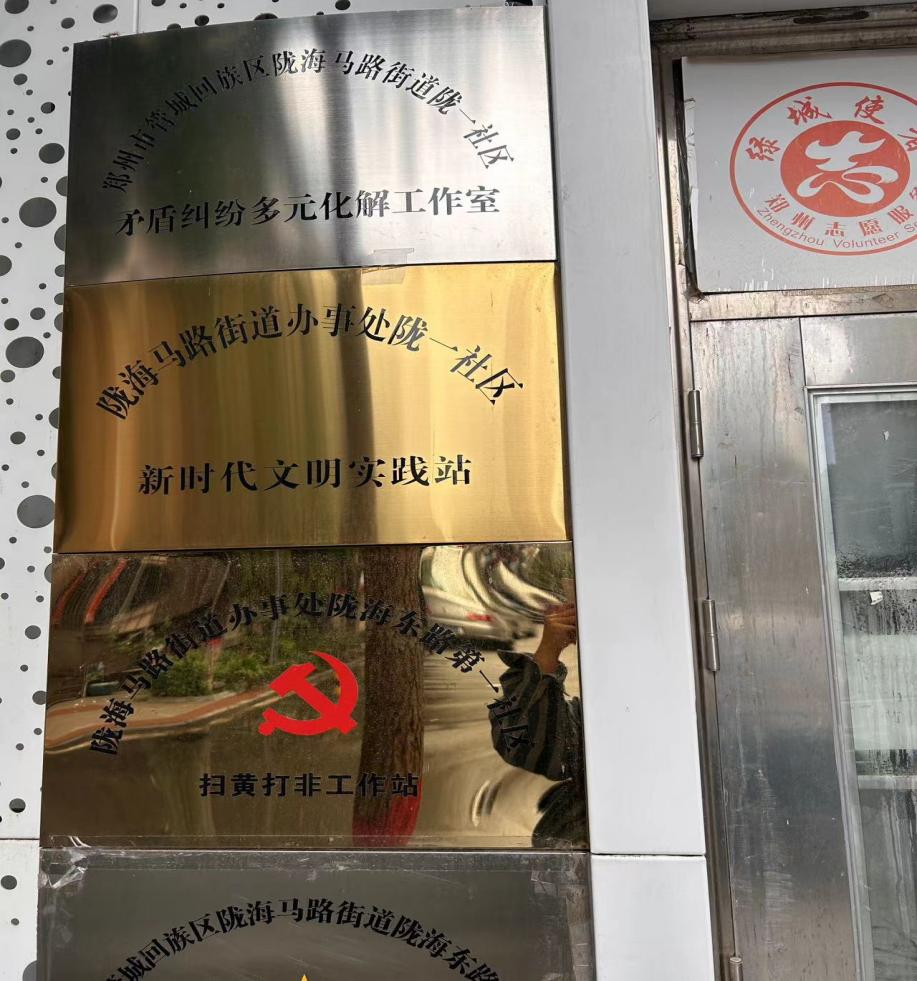 郑州市管城回族区陇海马路街道陇一社区
矛盾纠纷多元化解工作室
陇海马路街道办事处陇一社区
新时代文明实践站
陇海马路街道办事处陇海东路第一社区
扫黄打非工作站
城回族区陇海马路街道陇海东路
绿城使
郑州志愿服
Zhengzhou Volunteer